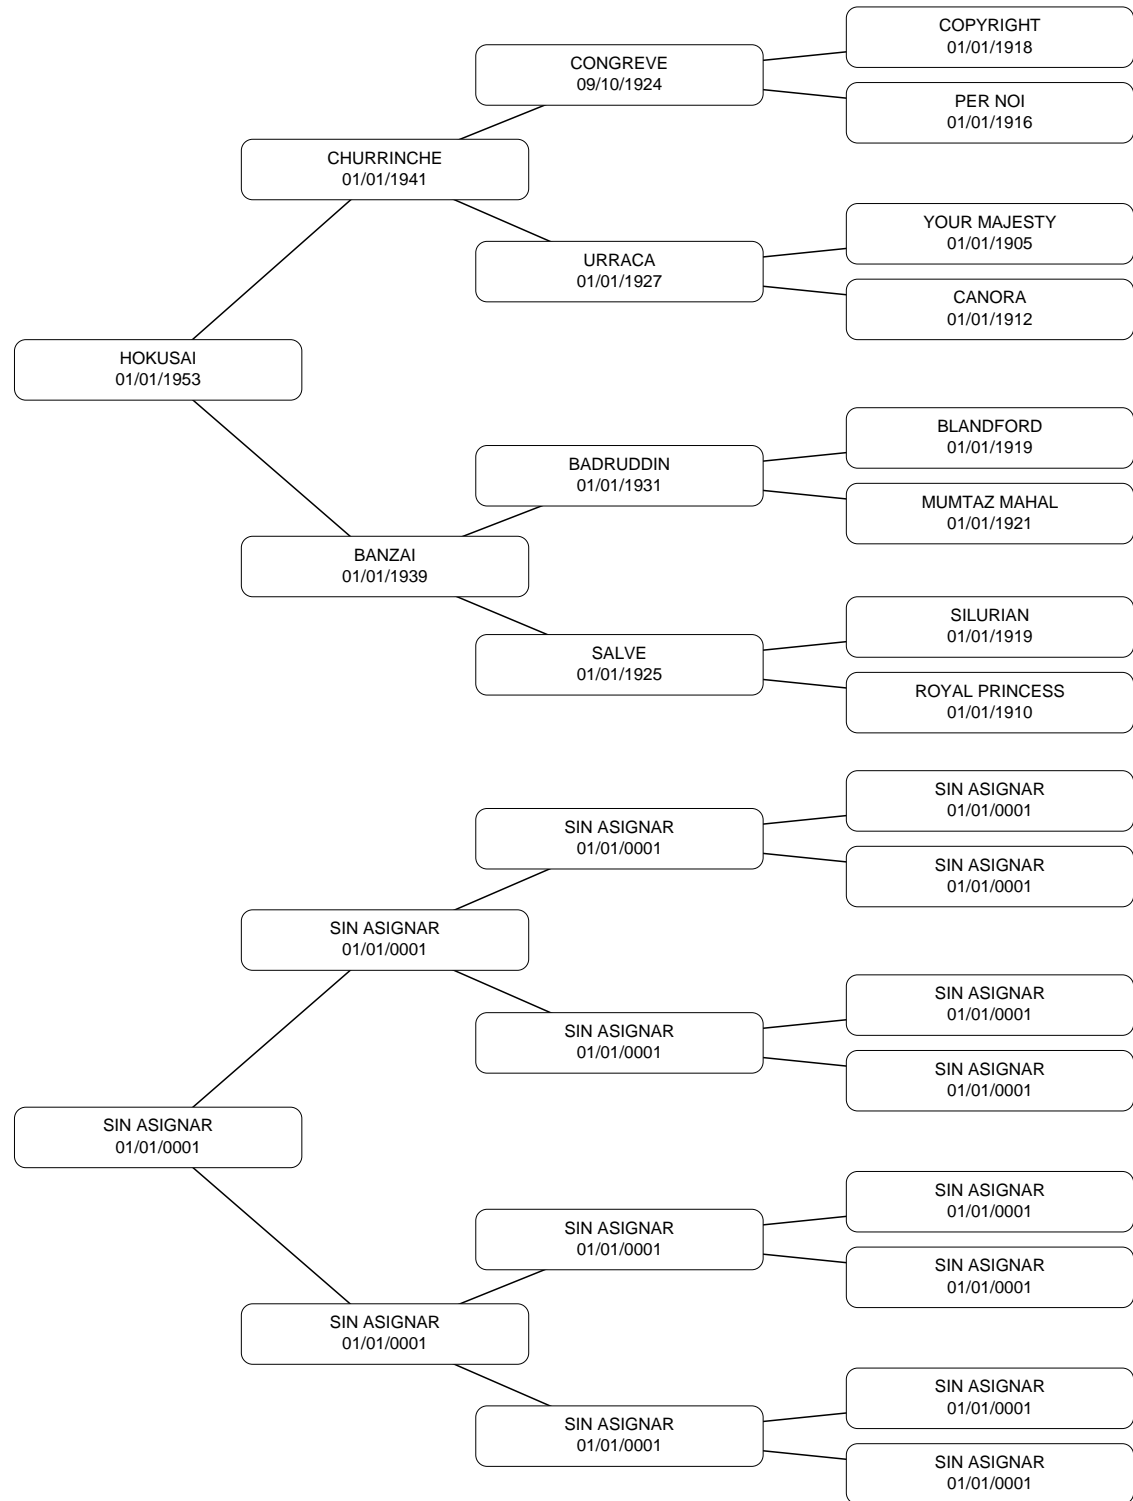 COPYRIGHT
01/01/1918
CONGREVE
09/10/1924
PER NOI
01/01/1916
CHURRINCHE
01/01/1941
YOUR MAJESTY
01/01/1905
URRACA
01/01/1927
CANORA
01/01/1912
HOKUSAI
01/01/1953
BLANDFORD
01/01/1919
BADRUDDIN
01/01/1931
MUMTAZ MAHAL
01/01/1921
BANZAI
01/01/1939
SILURIAN
01/01/1919
SALVE
01/01/1925
ROYAL PRINCESS
01/01/1910
SIN ASIGNAR
01/01/0001
SIN ASIGNAR
01/01/0001
SIN ASIGNAR
01/01/0001
SIN ASIGNAR
01/01/0001
SIN ASIGNAR
01/01/0001
SIN ASIGNAR
01/01/0001
SIN ASIGNAR
01/01/0001
SIN ASIGNAR
01/01/0001
SIN ASIGNAR
01/01/0001
SIN ASIGNAR
01/01/0001
SIN ASIGNAR
01/01/0001
SIN ASIGNAR
01/01/0001
SIN ASIGNAR
01/01/0001
SIN ASIGNAR
01/01/0001
SIN ASIGNAR
01/01/0001